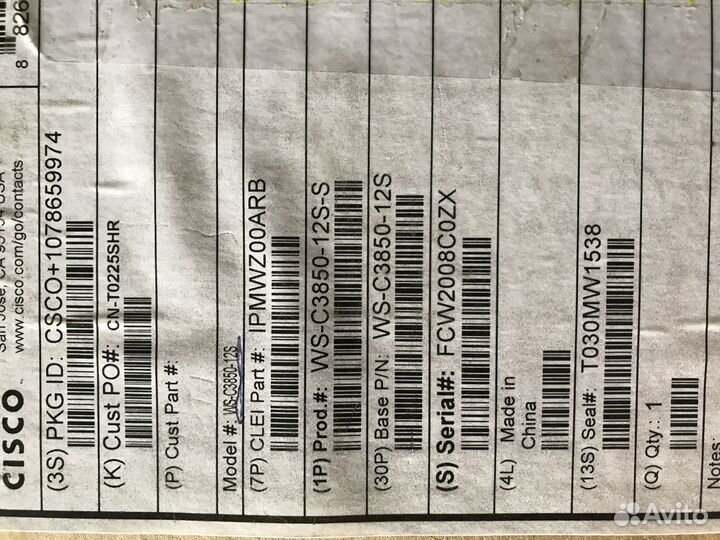 8 826
CISCO
San Jose, CA 95134 USA
www.cisco.com/go/contacts
(3S) PKG ID: CSCO+1078659974
(K) Cust PO#: CN-T0225SHR
(P) Cust Part #:
Model #: WS-C3850-12S
(7P) CLEI Part #: IPMWZ00ARB
(1P) Prod.#: WS-C3850-12S-S
(30P) Base P/N: WS-C3850-12S
(S) Serial#: FCW2008C0ZX
(4L) Made in
China
(13S) Seal#: T030MW1538
(Q) Qty.: 1
Notes:
Avito